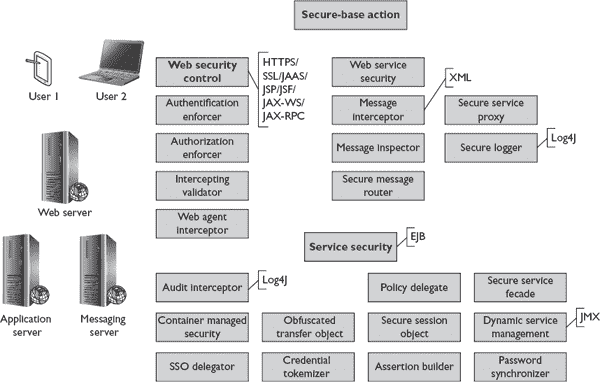 Secure-base action
User 1
User 2
Web security
control
HTTPS/
SSL/JAAS/
JSP/JSF/
JAX-WS/
JAX-RPC
Web service
security
XML
Authentification
enforcer
Message
interceptor
Secure service
proxy
Authorization
enforcer
Message inspector
Secure logger
Log4J
Web server
Intercepting
validator
Secure message
router
Web agent
interceptor
Service security
EJB
Application
server
Messaging
server
Audit interceptor
Log4J
Policy delegate
Secure service
fecade
Container managed
security
Obfuscated
transfer object
Secure session
object
Dynamic service
management
JMX
SSO delegator
Credential
tokemizer
Assertion builder
Password
synchronizer